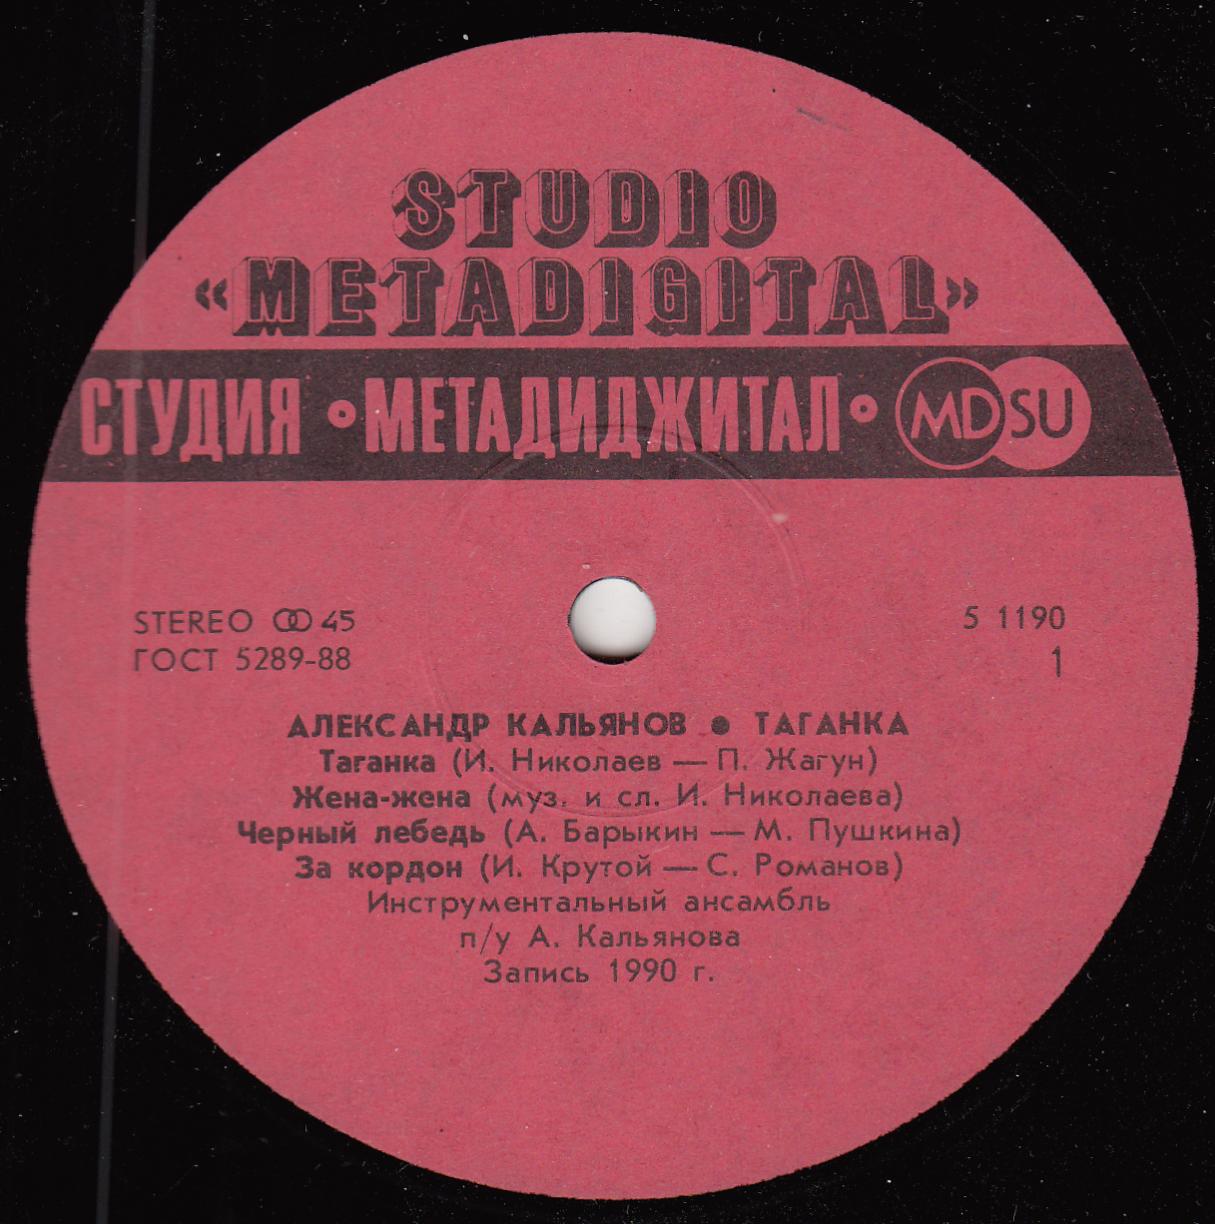 STUDIO
«METADIGITAL»
СТУДИЯ • МЕТАДИДЖИТАЛ • MDSU
STEREO ꝏ 45
5 1190
ГОСТ 5289-88
1
АЛЕКСАНДР КАЛЬЯНОВ ● ТАГАНКА
Таганка (И. Николаев — П. Жагун)
Жена-жена (муз. и сл. И. Николаева)
Черный лебедь (А. Барыкин — М. Пушкина)
За кордон (И. Крутой — С. Романов)
Инструментальный ансамбль
п/у А. Кальянова
Запись 1990 г.